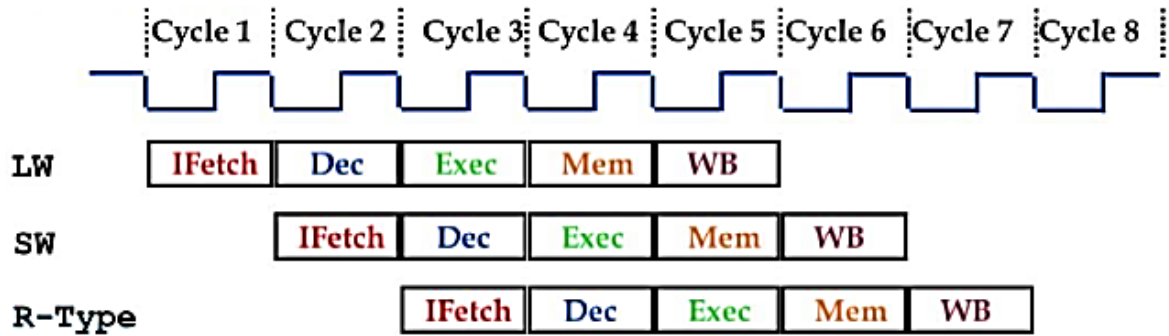 Cycle 1 Cycle 2 Cycle 3 Cycle 4 Cycle 5 Cycle 6 Cycle 7 Cycle 8
LW IFetch Dec Exec Mem WB
SW IFetch Dec Exec Mem WB
R-Type IFetch Dec Exec Mem WB